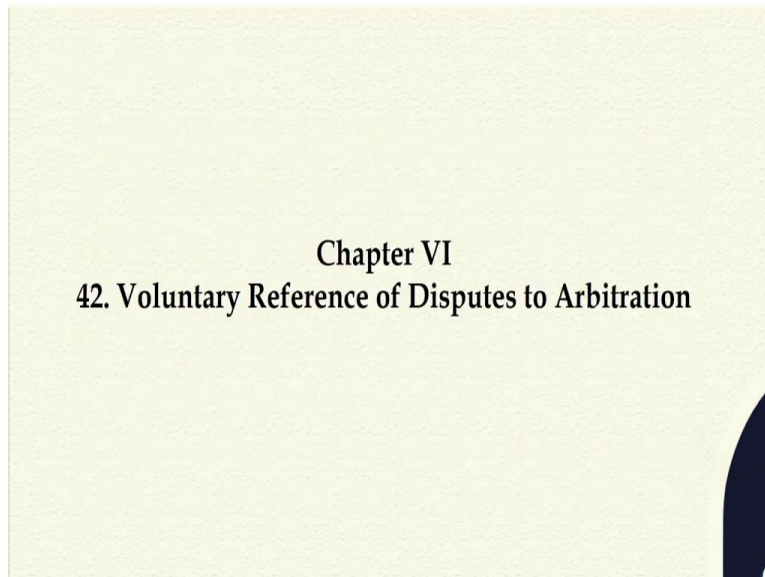 Chapter VI
42. Voluntary Reference of Disputes to Arbitration